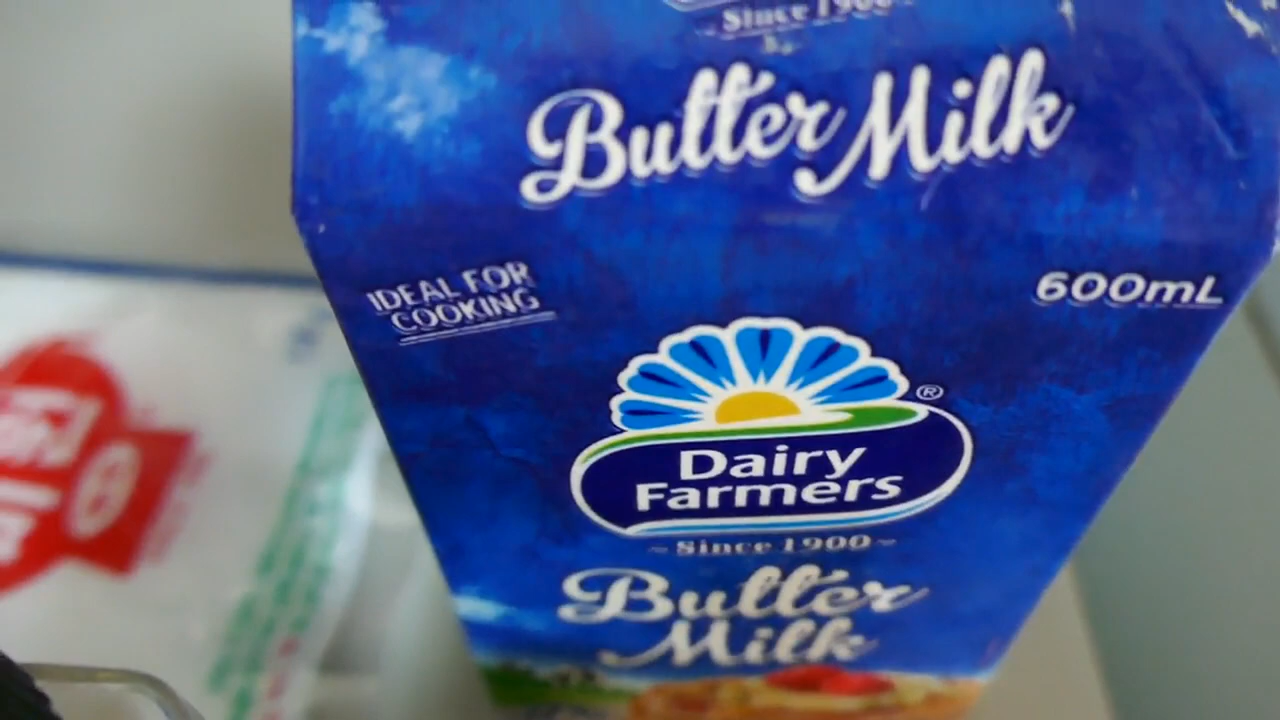 Since 1900
Butter Milk
IDEAL FOR
COOKING
600mL
®
Dairy
Farmers
~ Since 1900 ~
Butter
Milk